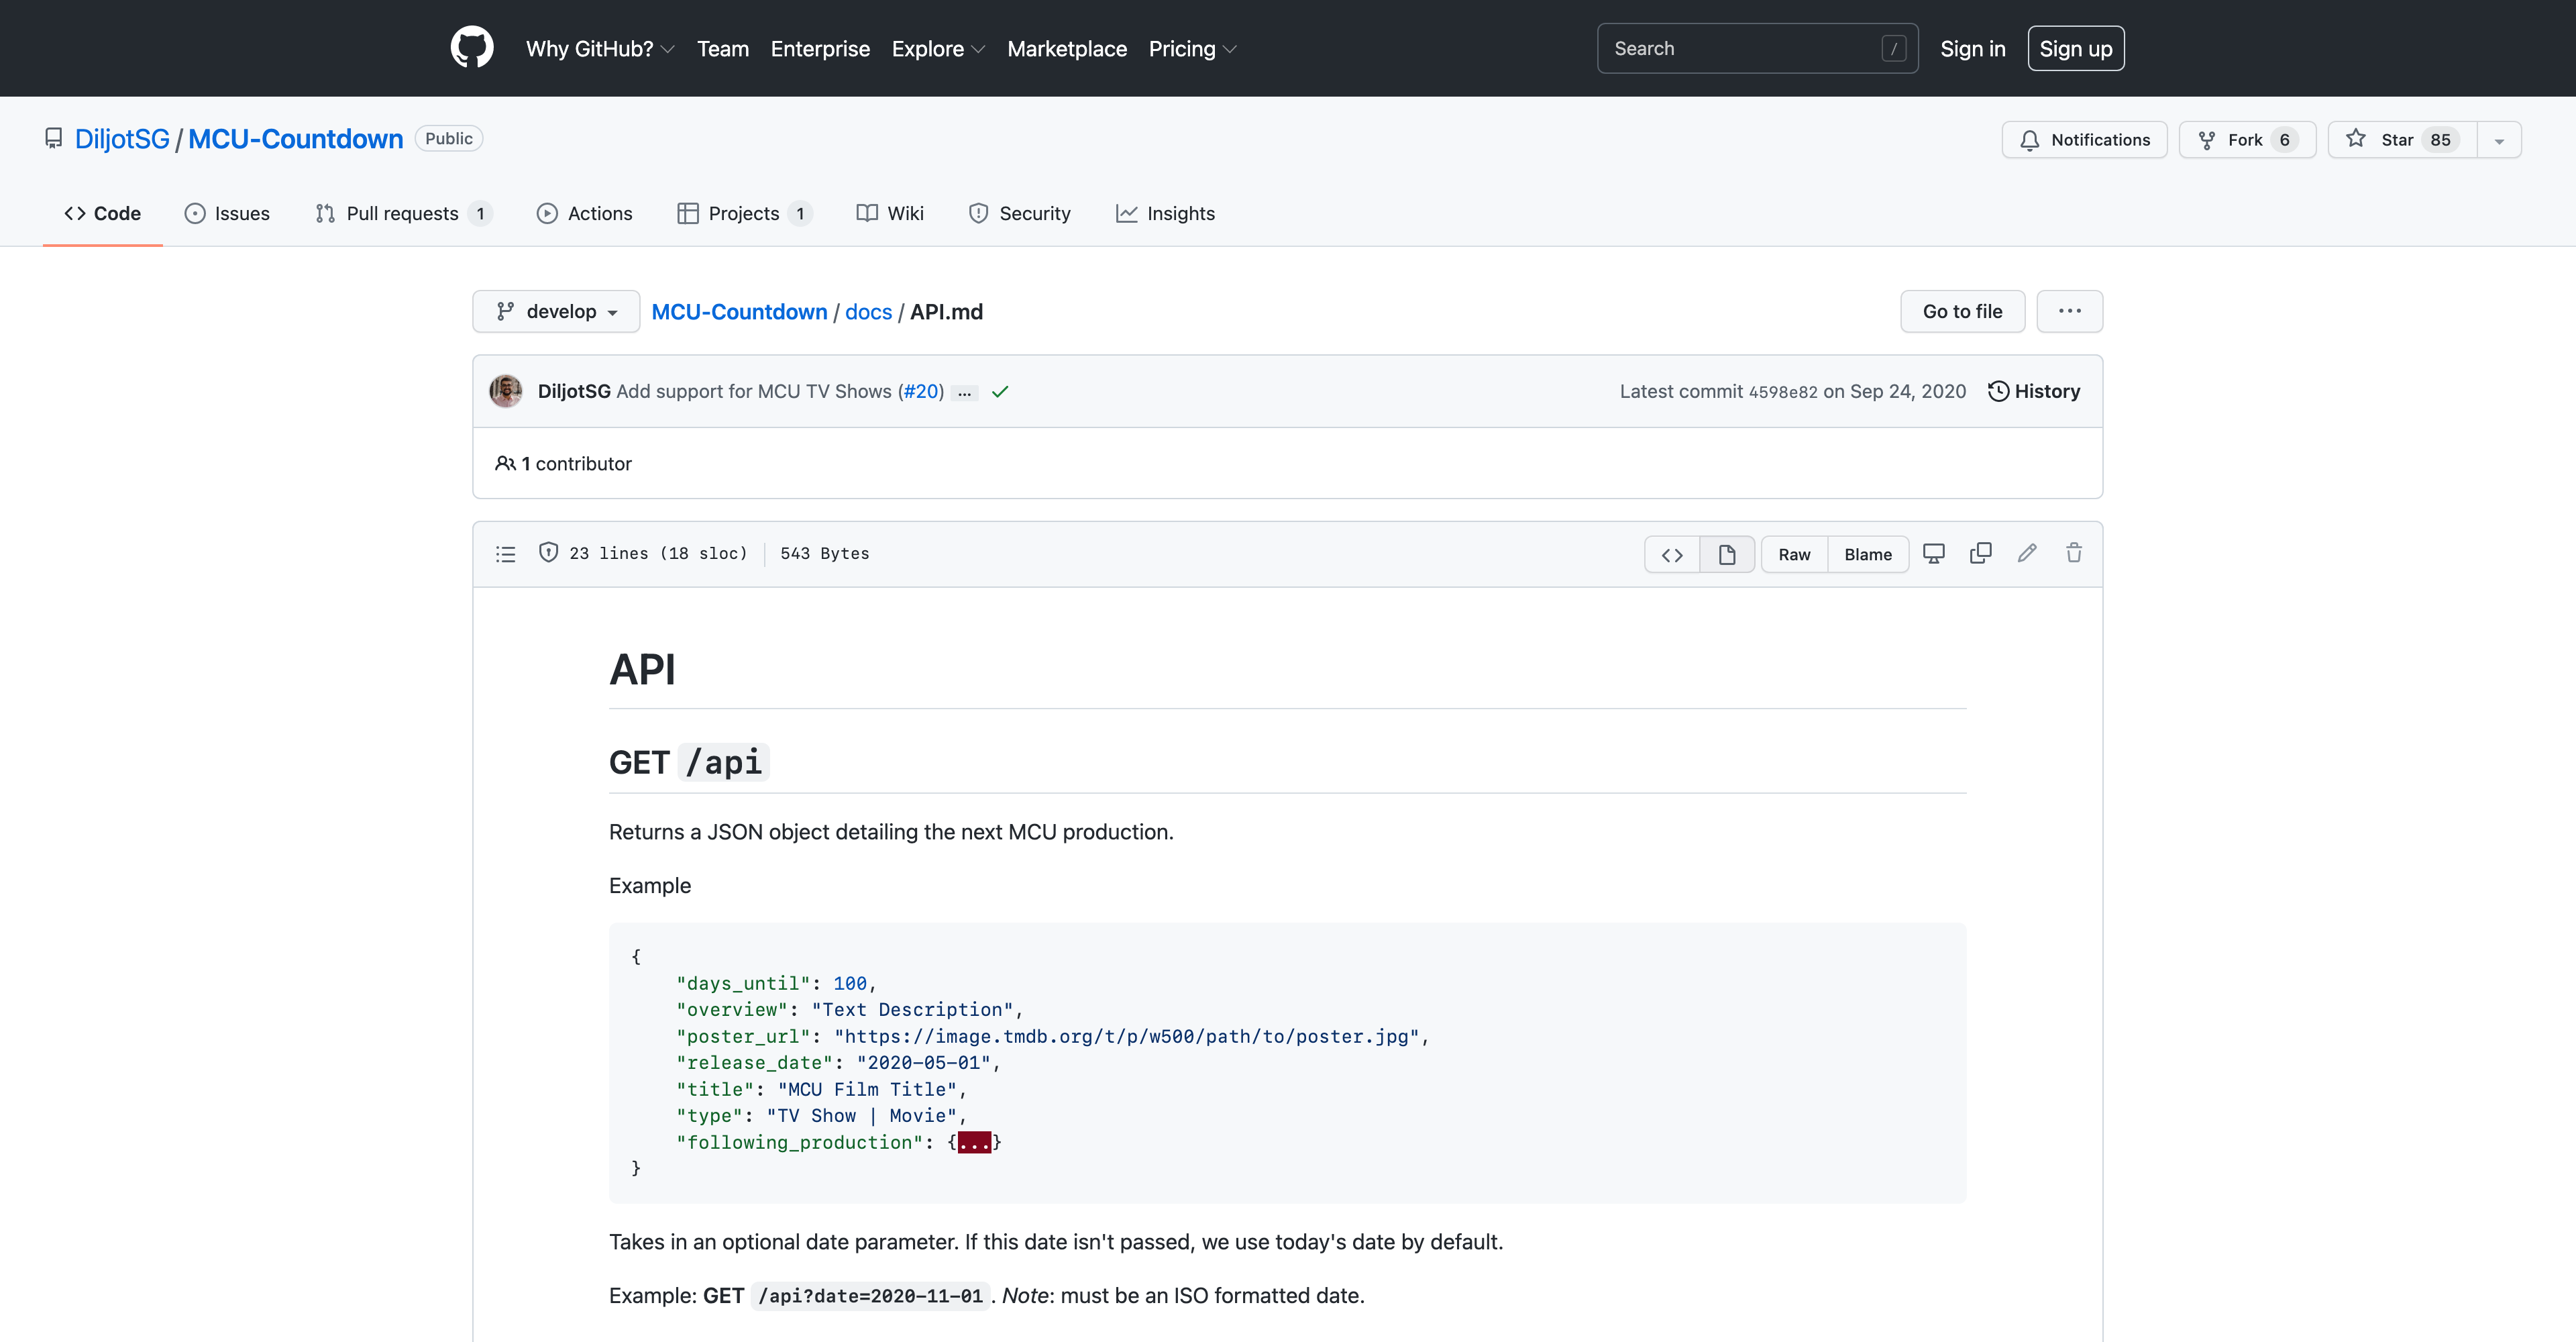 Why GitHub? Team Enterprise Explore Marketplace Pricing Search / Sign in Sign up
DiljotSG / MCU-Countdown Public Notifications Fork 6 Star 85
Code Issues Pull requests 1 Actions Projects 1 Wiki Security Insights
develop MCU-Countdown / docs / API.md Go to file ...
DiljotSG Add support for MCU TV Shows (#20) ... Latest commit 4598e82 on Sep 24, 2020 History
1 contributor
23 lines (18 sloc) 543 Bytes Raw Blame
API
GET /api
Returns a JSON object detailing the next MCU production.
Example
{
"days_until": 100,
"overview": "Text Description",
"poster_url": "https://image.tmdb.org/t/p/w500/path/to/poster.jpg",
"release_date": "2020-05-01",
"title": "MCU Film Title",
"type": "TV Show | Movie",
"following_production": {...}
}
Takes in an optional date parameter. If this date isn't passed, we use today's date by default.
Example: GET /api?date=2020-11-01 . Note: must be an ISO formatted date.